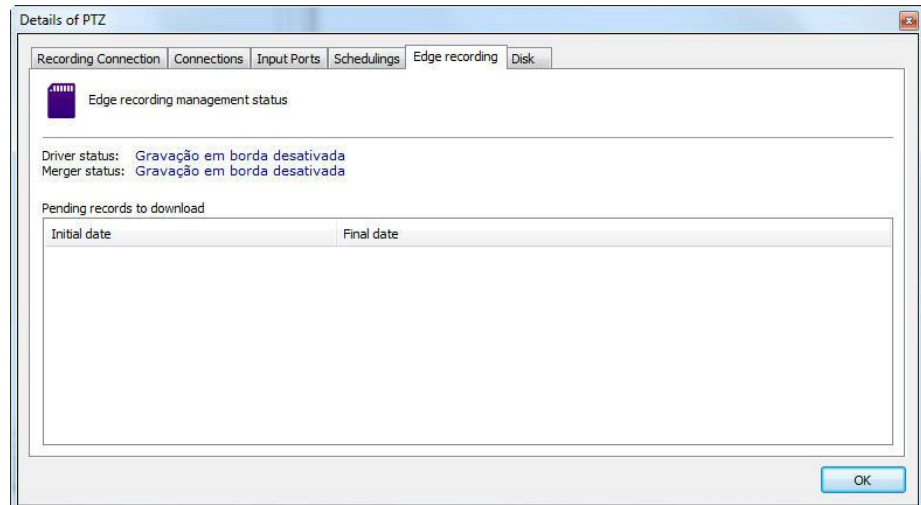 Details of PTZ
Recording Connection Connections Input Ports Schedulings Edge recording Disk
Edge recording management status
Driver status: Gravação em borda desativada
Merger status: Gravação em borda desativada
Pending records to download
Initial date Final date
OK